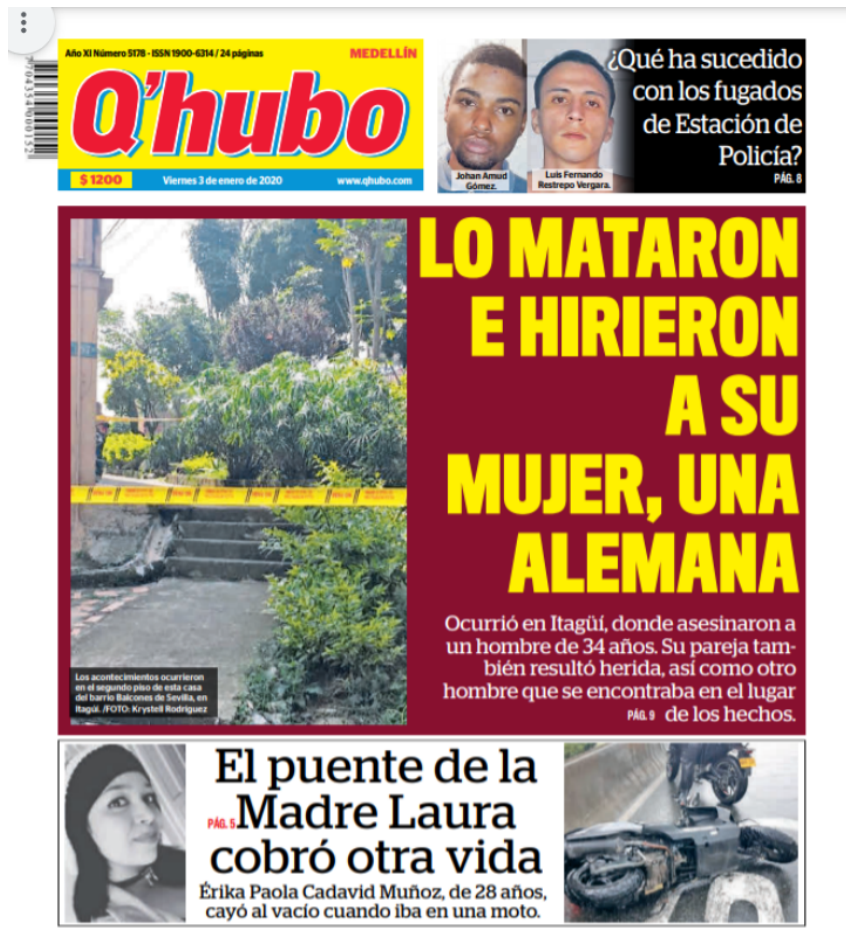 Año XI Número 5178 - ISSN 1900-6314 / 24 páginas
MEDELLÍN
Q'hubo
$ 1200
Viernes 3 de enero de 2020
www.qhubo.com
¿Qué ha sucedido
con los fugados
de Estación de
Policía?
PÁG. 8
Johan Amud
Gómez.
Luis Fernando
Restrepo Vergara.
LO MATARON
E HIRIERON
A SU
MUJER, UNA
ALEMANA
Ocurrió en Itagüí, donde asesinaron a
un hombre de 34 años. Su pareja tam-
bién resultó herida, así como otro
hombre que se encontraba en el lugar
PÁG. 9 de los hechos.
Los acontecimientos ocurrieron
en el segundo piso de esta casa
del barrio Balcones de Sevilla, en
Itagüí. /FOTO: Krystell Rodríguez
El puente de la
PÁG. 5 Madre Laura
cobró otra vida
Érika Paola Cadavid Muñoz, de 28 años,
cayó al vacío cuando iba en una moto.